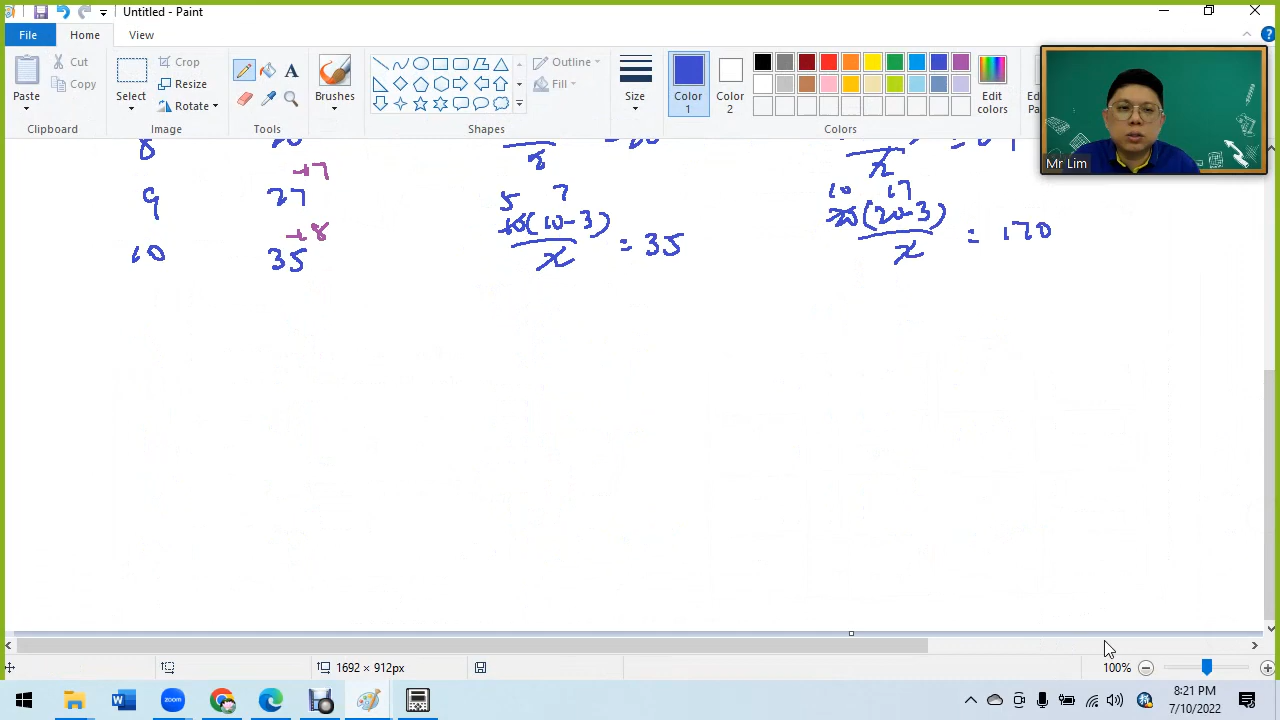 Untitled - Paint
File Home View
Paste
Cut
Copy
Clipboard
Select
Crop
Resize
Rotate
Image
Tools
Brushes
Shapes
Outline
Fill
Size
Color 1
Color 2
Edit colors
Colors
Mr Lim
8
+7
9 27
5 7
10(10-3)
2 = 35
10 17
20(20-3)
2 = 170
+8
10 35
1692 × 912px
100%
8:21 PM
7/10/2022